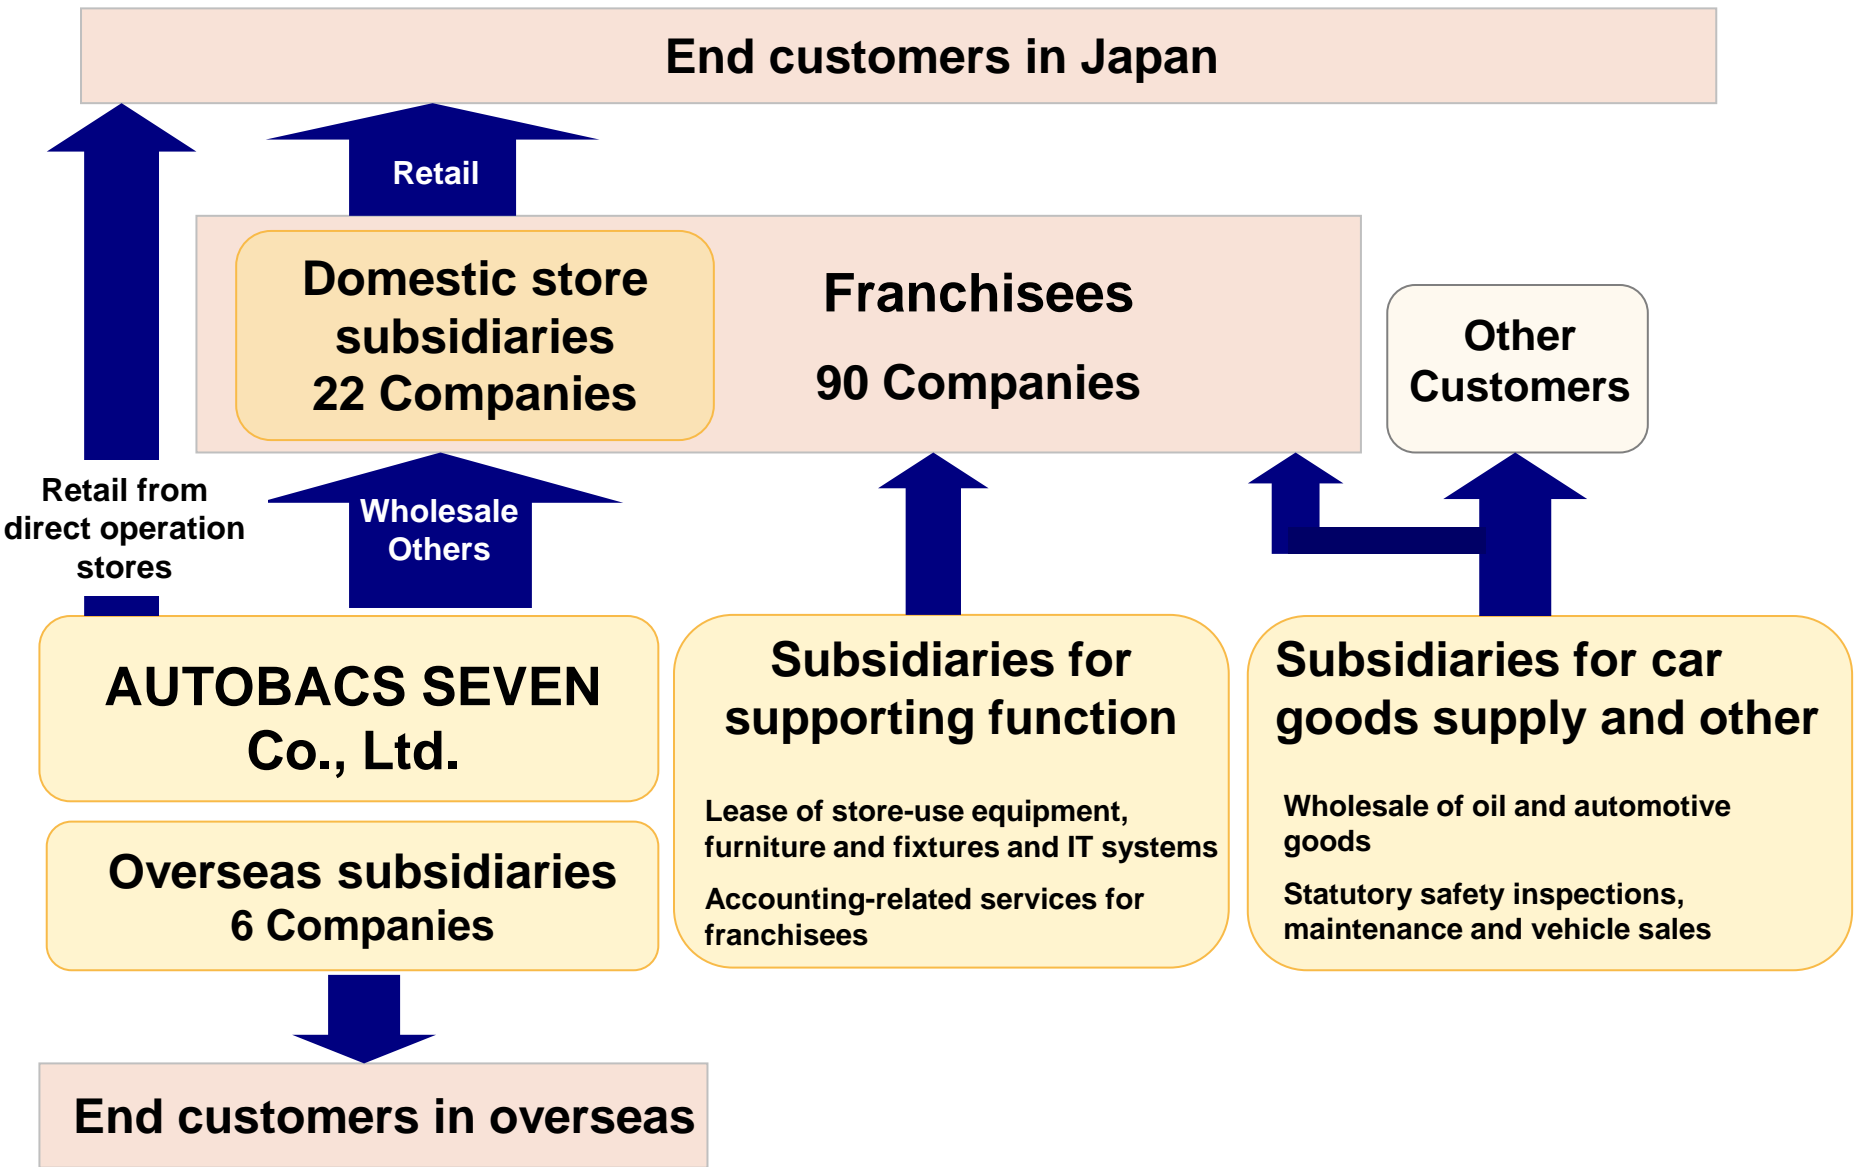 End customers in Japan
Retail
Domestic store
subsidiaries
22 Companies
Franchisees
90 Companies
Other
Customers
Retail from
direct operation
stores
Wholesale
Others
AUTOBACS SEVEN
Co., Ltd.
Overseas subsidiaries
6 Companies
Subsidiaries for
supporting function
Lease of store-use equipment,
furniture and fixtures and IT systems
Accounting-related services for
franchisees
Subsidiaries for car
goods supply and other
Wholesale of oil and automotive
goods
Statutory safety inspections,
maintenance and vehicle sales
End customers in overseas